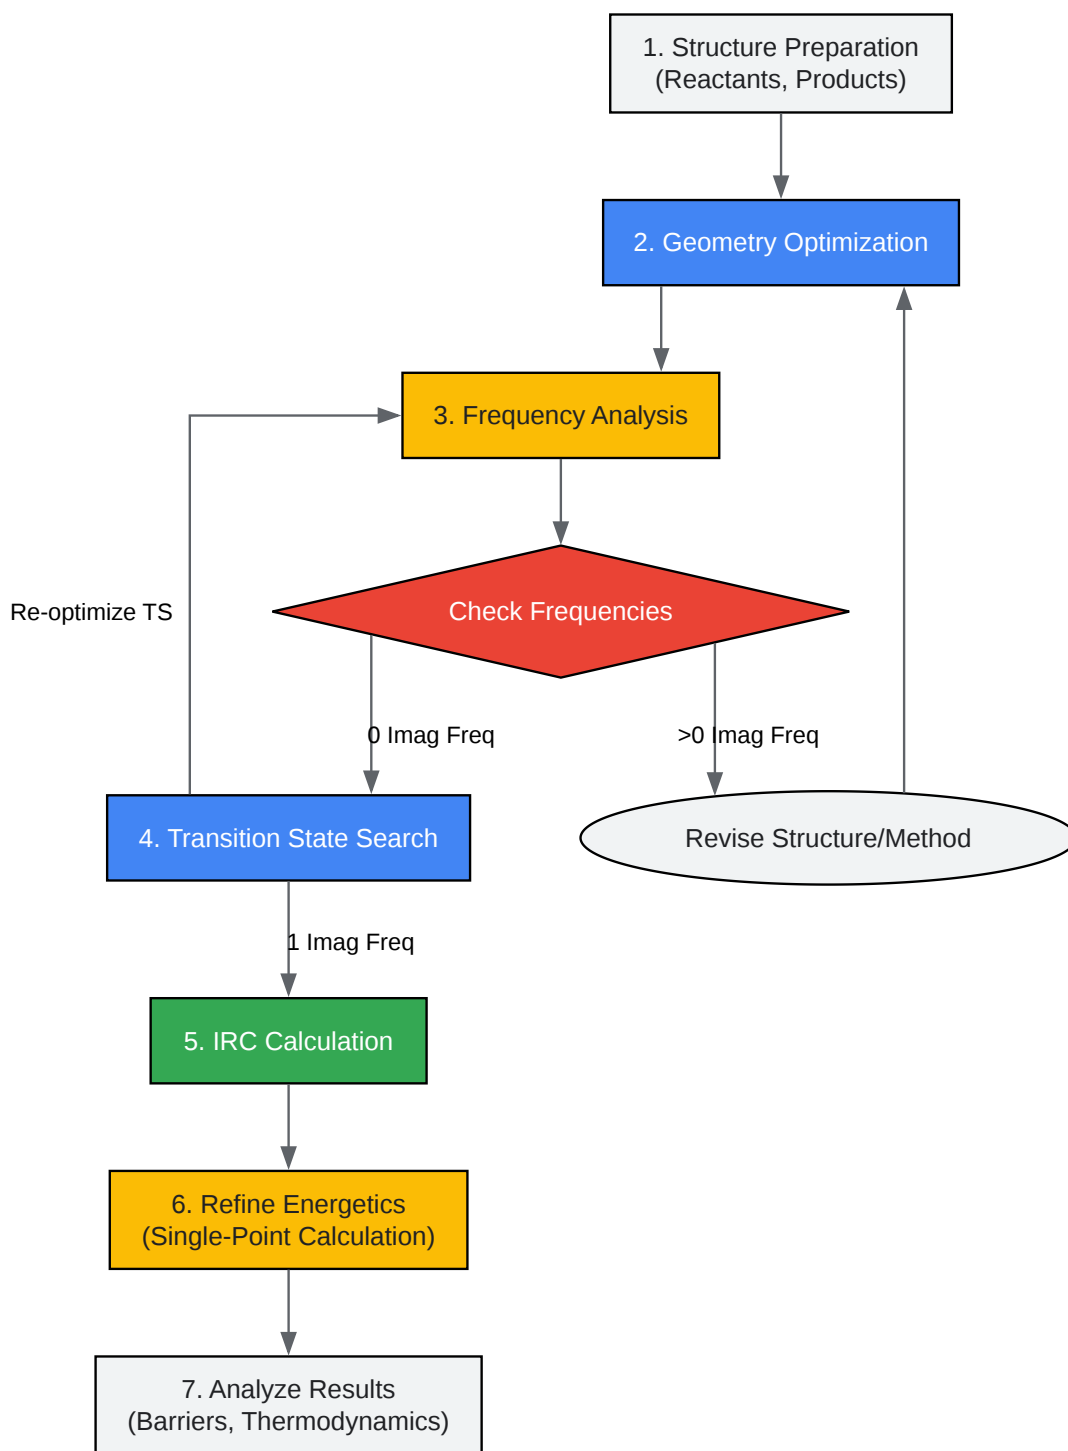 1. Structure Preparation
(Reactants, Products)
2. Geometry Optimization
3. Frequency Analysis
Check Frequencies
Re-optimize TS
0 Imag Freq
>0 Imag Freq
4. Transition State Search
Revise Structure/Method
1 Imag Freq
5. IRC Calculation
6. Refine Energetics
(Single-Point Calculation)
7. Analyze Results
(Barriers, Thermodynamics)